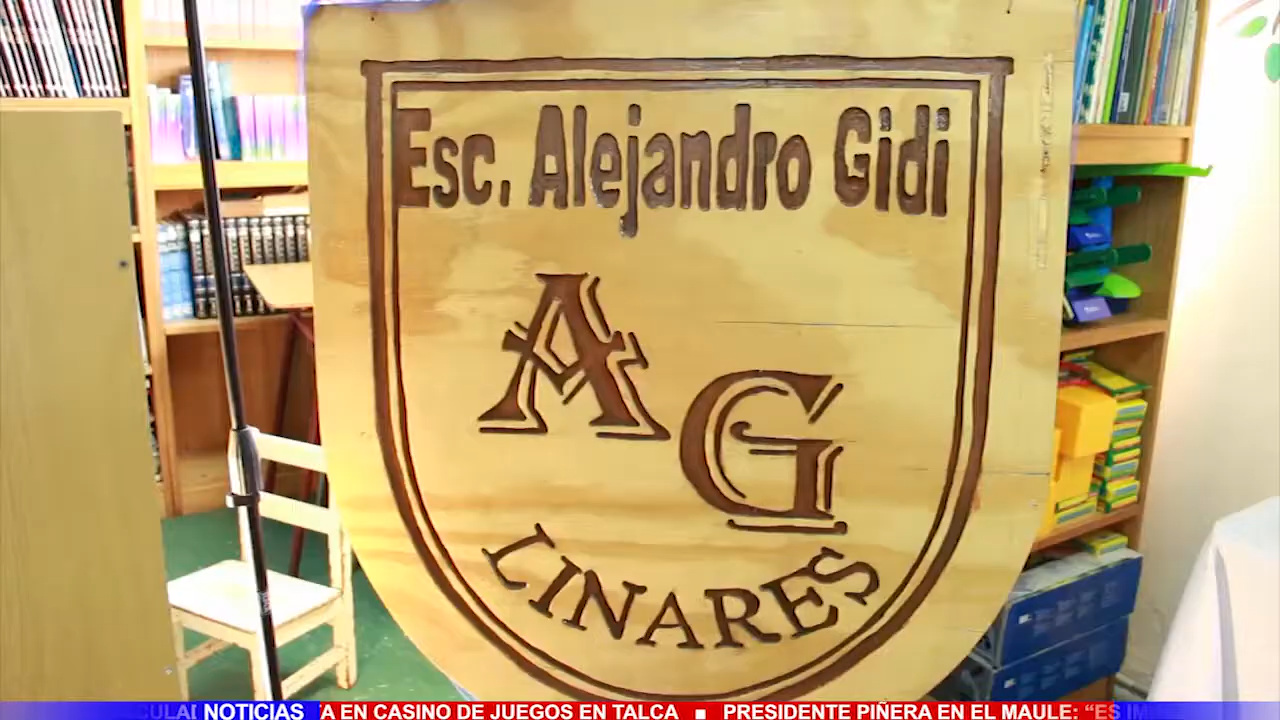 Esc. Alejandro Gidi
AG
LINARES
NOTICIAS
A EN CASINO DE JUEGOS EN TALCA ■ PRESIDENTE PIÑERA EN EL MAULE: “ES